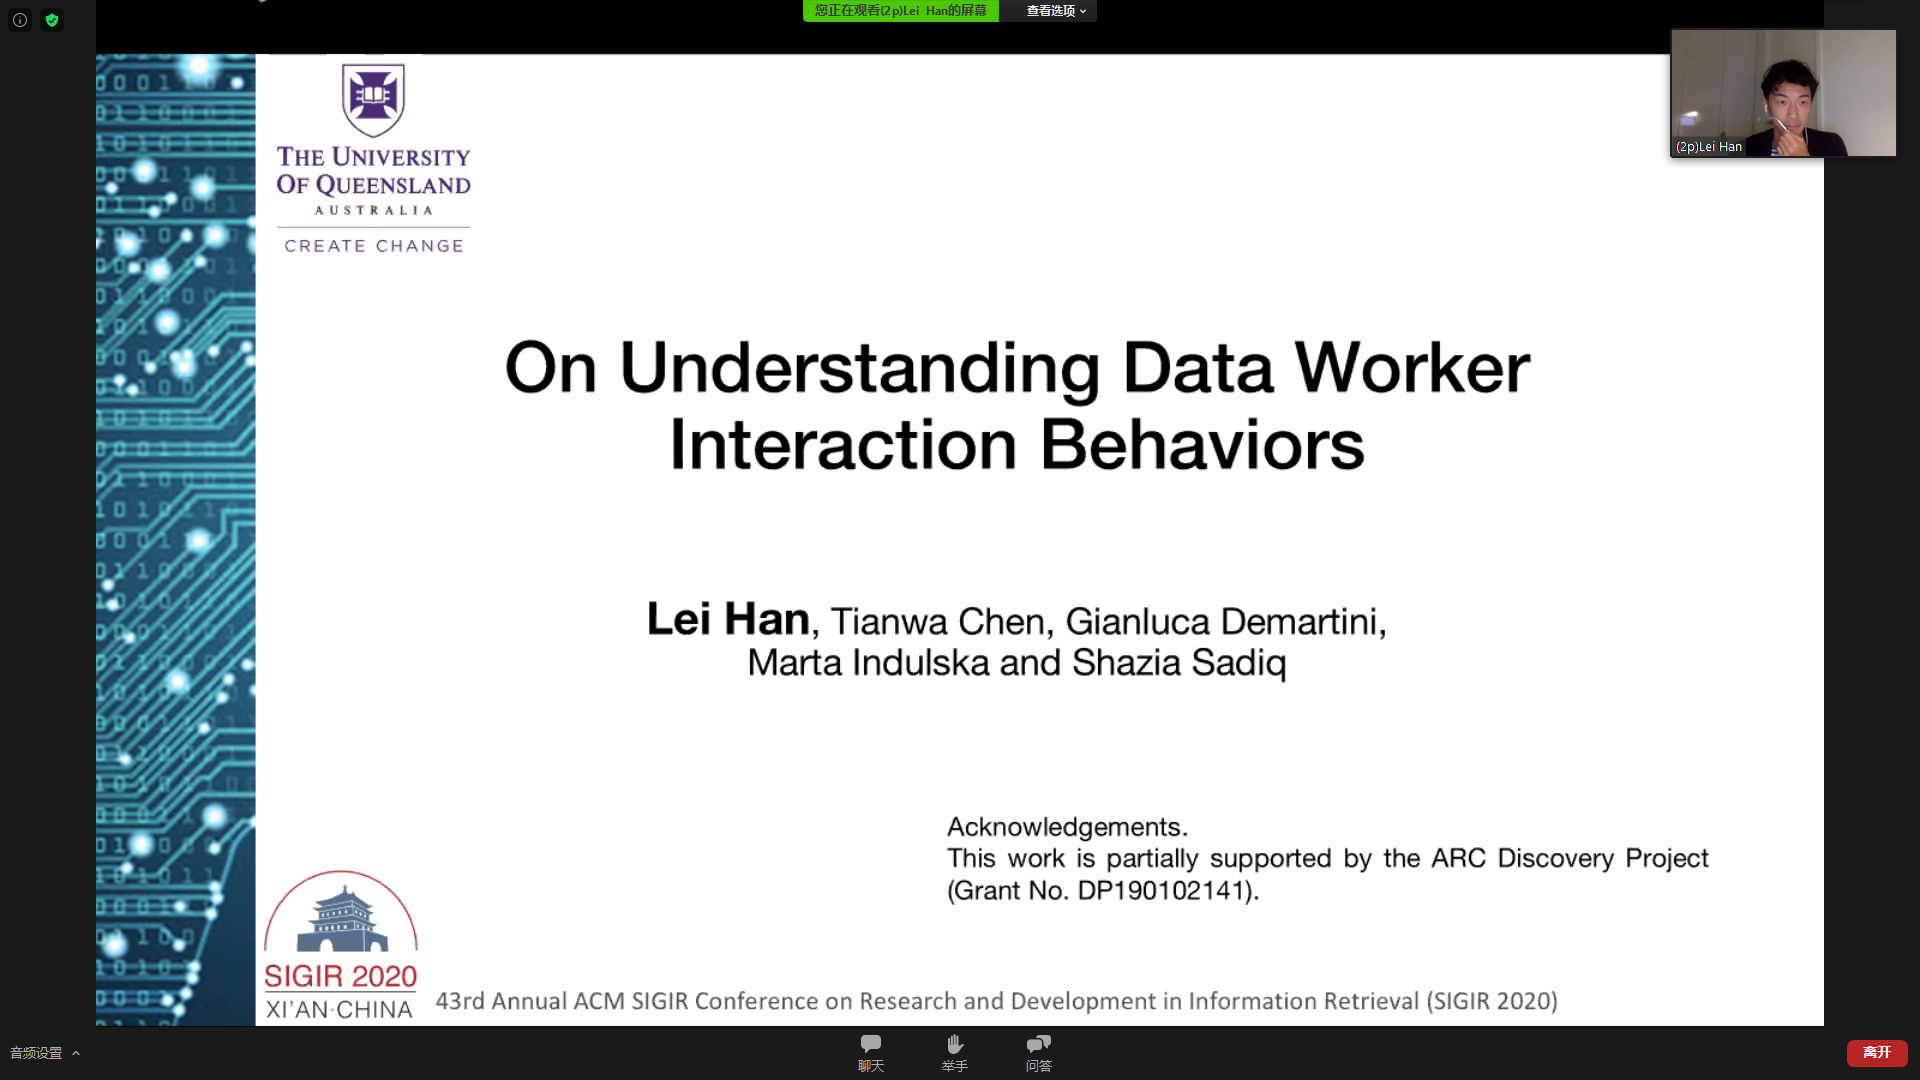 您正在观看(2p)Lei Han的屏幕
查看选项
(2p)Lei Han
THE UNIVERSITY
OF QUEENSLAND
AUSTRALIA
CREATE CHANGE
On Understanding Data Worker
Interaction Behaviors
Lei Han, Tianwa Chen, Gianluca Demartini,
Marta Indulska and Shazia Sadiq
Acknowledgements.
This work is partially supported by the ARC Discovery Project
(Grant No. DP190102141).
SIGIR 2020
XI'AN·CHINA
43rd Annual ACM SIGIR Conference on Research and Development in Information Retrieval (SIGIR 2020)
音频设置
聊天
举手
问答
离开